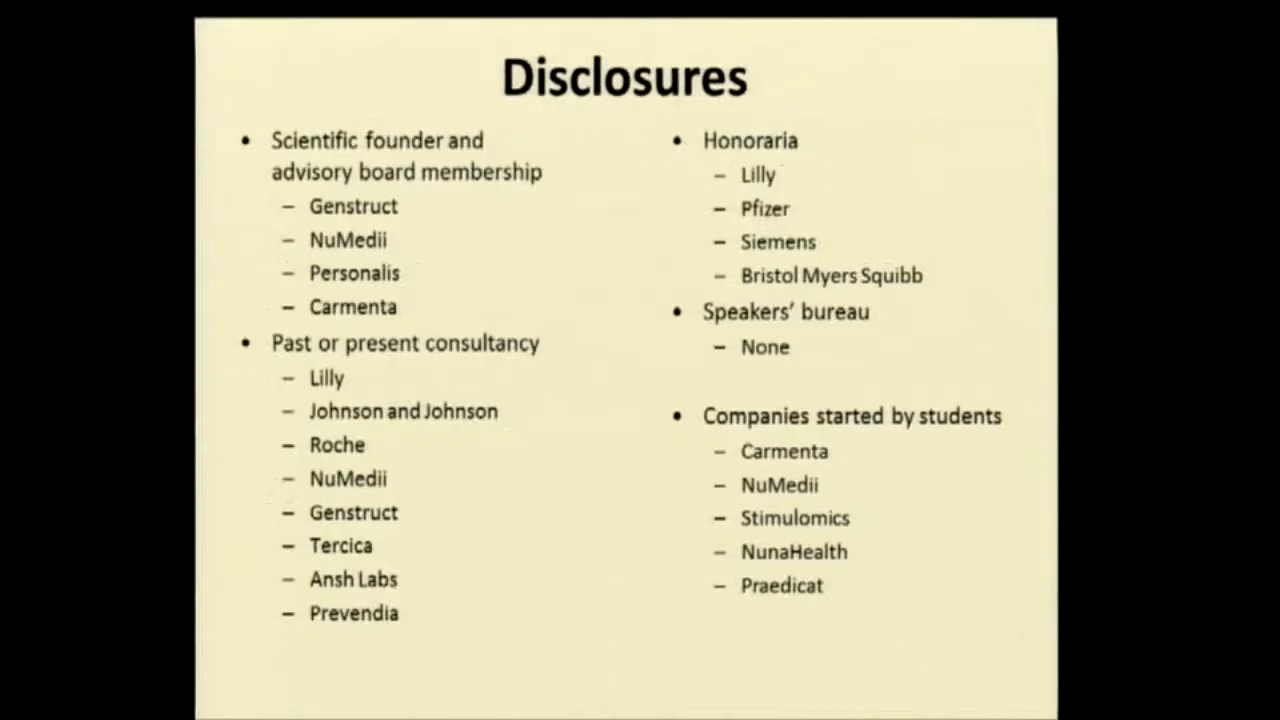 Disclosures
• Scientific founder and
advisory board membership
– Genstruct
– NuMedii
– Personalis
– Carmenta
• Past or present consultancy
– Lilly
– Johnson and Johnson
– Roche
– NuMedii
– Genstruct
– Tercica
– Ansh Labs
– Prevendia
• Honoraria
– Lilly
– Pfizer
– Siemens
– Bristol Myers Squibb
• Speakers’ bureau
– None
• Companies started by students
– Carmenta
– NuMedii
– Stimulomics
– NunaHealth
– Praedicat